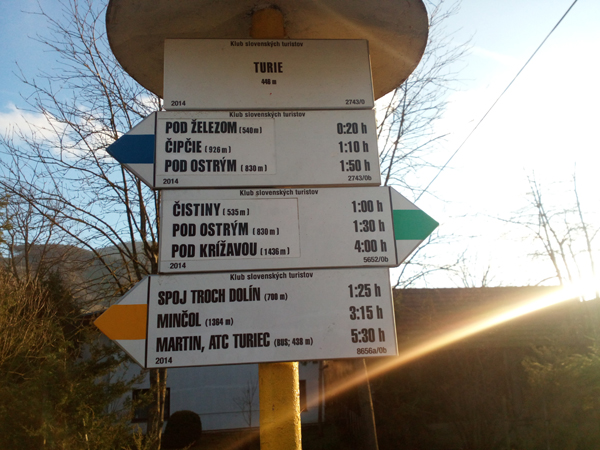 Klub slovenských turistov
TURIE
446 m
2014 2743/0
Klub slovenských turistov
POD ŽELEZOM (540 m) 0:20 h
ČIPČIE (926 m) 1:10 h
POD OSTRÝM (830 m) 1:50 h
2014 2743/0b
Klub slovenských turistov
ČISTINY (535 m) 1:00 h
POD OSTRÝM (830 m) 1:30 h
POD KRÍŽAVOU (1436 m) 4:00 h
2014 5652/0b
Klub slovenských turistov
SPOJ TROCH DOLÍN (708 m) 1:25 h
MINČOL (1364 m) 3:15 h
MARTIN, ATC TURIEC (BUS; 438 m) 5:30 h
2014 8656a/0b